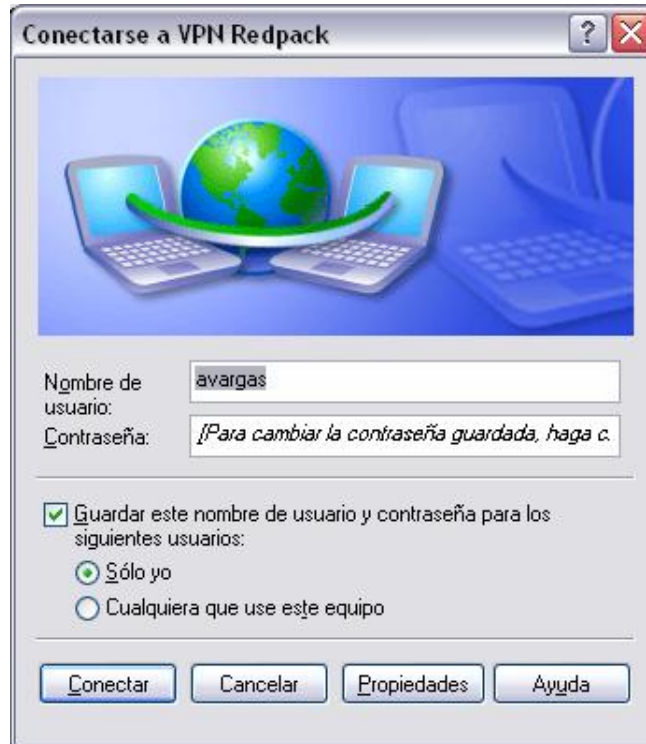 Conectarse a VPN Redpack
Nombre de
usuario:
avargas
Contraseña:
[Para cambiar la contraseña guardada, haga c.
Guardar este nombre de usuario y contraseña para los
siguientes usuarios:
Sólo yo
Cualquiera que use este equipo
Conectar
Cancelar
Propiedades
Ayuda